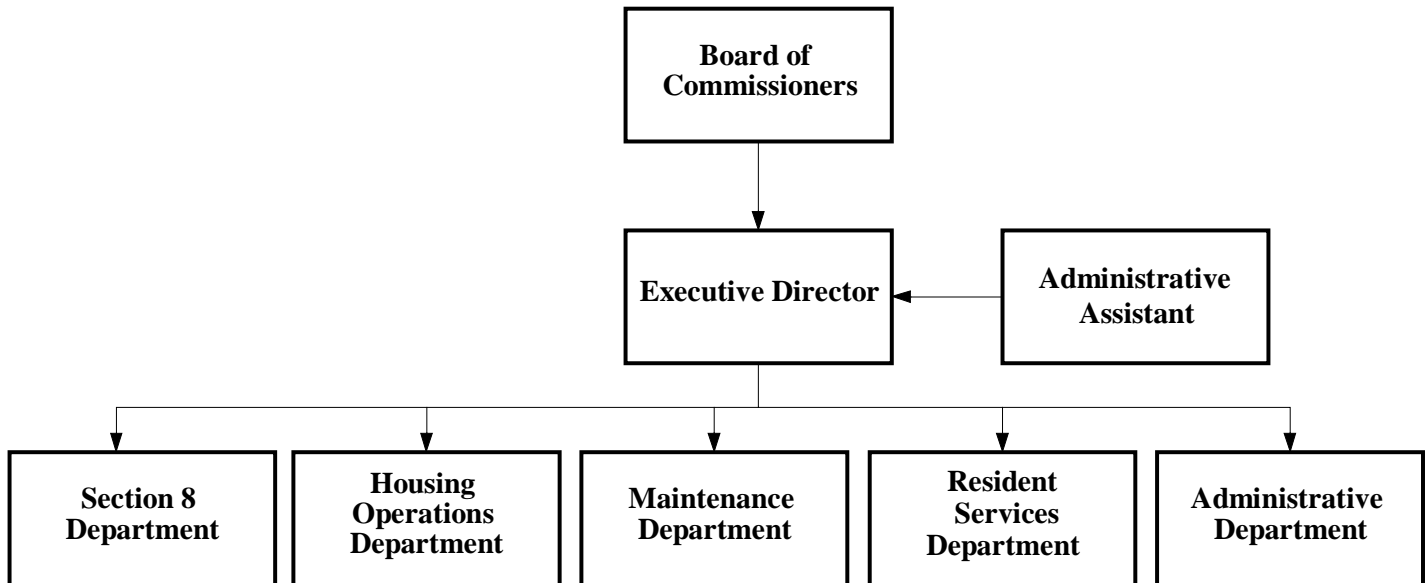 Board of
Commissioners
Executive Director
Administrative
Assistant
Section 8
Department
Housing
Operations
Department
Maintenance
Department
Resident
Services
Department
Administrative
Department